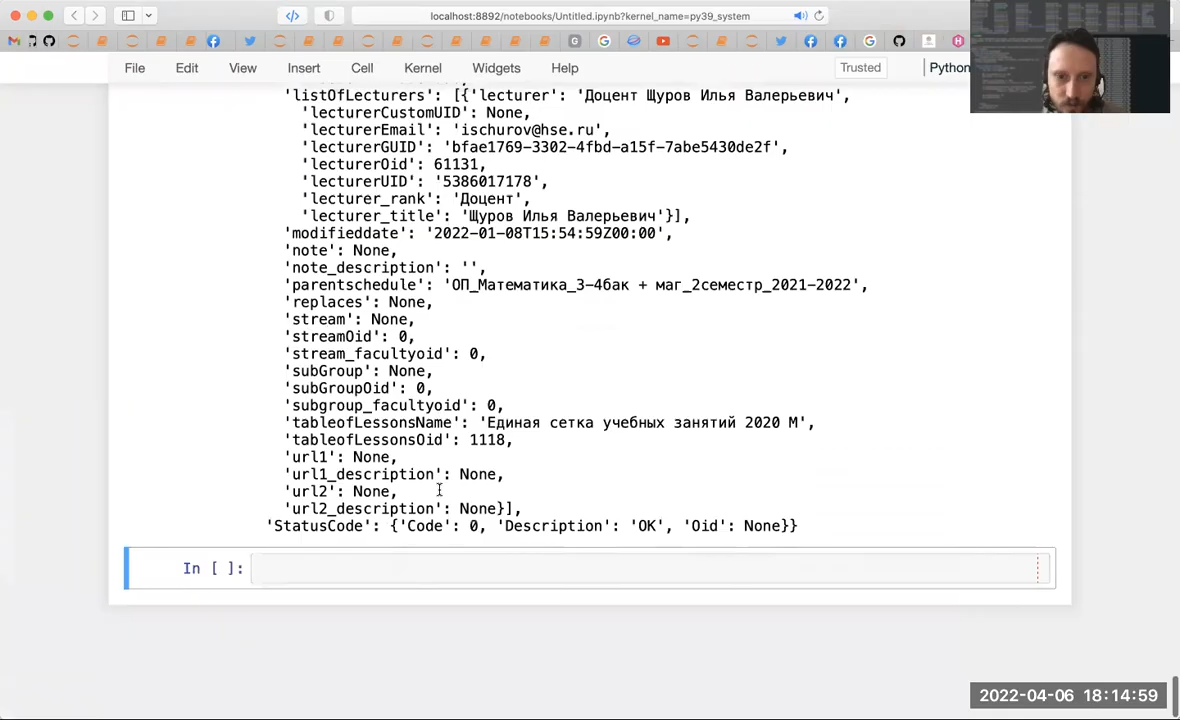 localhost:8892/notebooks/Untitled.ipynb?kernel_name=py39_system
File Edit View Insert Cell Kernel Widgets Help Trusted Python
'listOfLecturers': [{'lecturer': 'Доцент Щуров Илья Валерьевич',
'lecturerCustomUID': None,
'lecturerEmail': 'ischurov@hse.ru',
'lecturerGUID': 'bfae1769-3302-4fbd-a15f-7abe5430de2f',
'lecturerOid': 61131,
'lecturerUID': '5386017178',
'lecturer_rank': 'Доцент',
'lecturer_title': 'Щуров Илья Валерьевич'}],
'modifieddate': '2022-01-08T15:54:59Z00:00',
'note': None,
'note_description': '',
'parentschedule': 'ОП_Математика_3-4бак + маг_2семестр_2021-2022',
'replaces': None,
'stream': None,
'streamOid': 0,
'stream_facultyoid': 0,
'subGroup': None,
'subGroupOid': 0,
'subgroup_facultyoid': 0,
'tableofLessonsName': 'Единая сетка учебных занятий 2020 М',
'tableofLessonsOid': 1118,
'url1': None,
'url1_description': None,
'url2': None,
'url2_description': None}],
'StatusCode': {'Code': 0, 'Description': 'OK', 'Oid': None}}
In [ ]:
2022-04-06 18:14:59